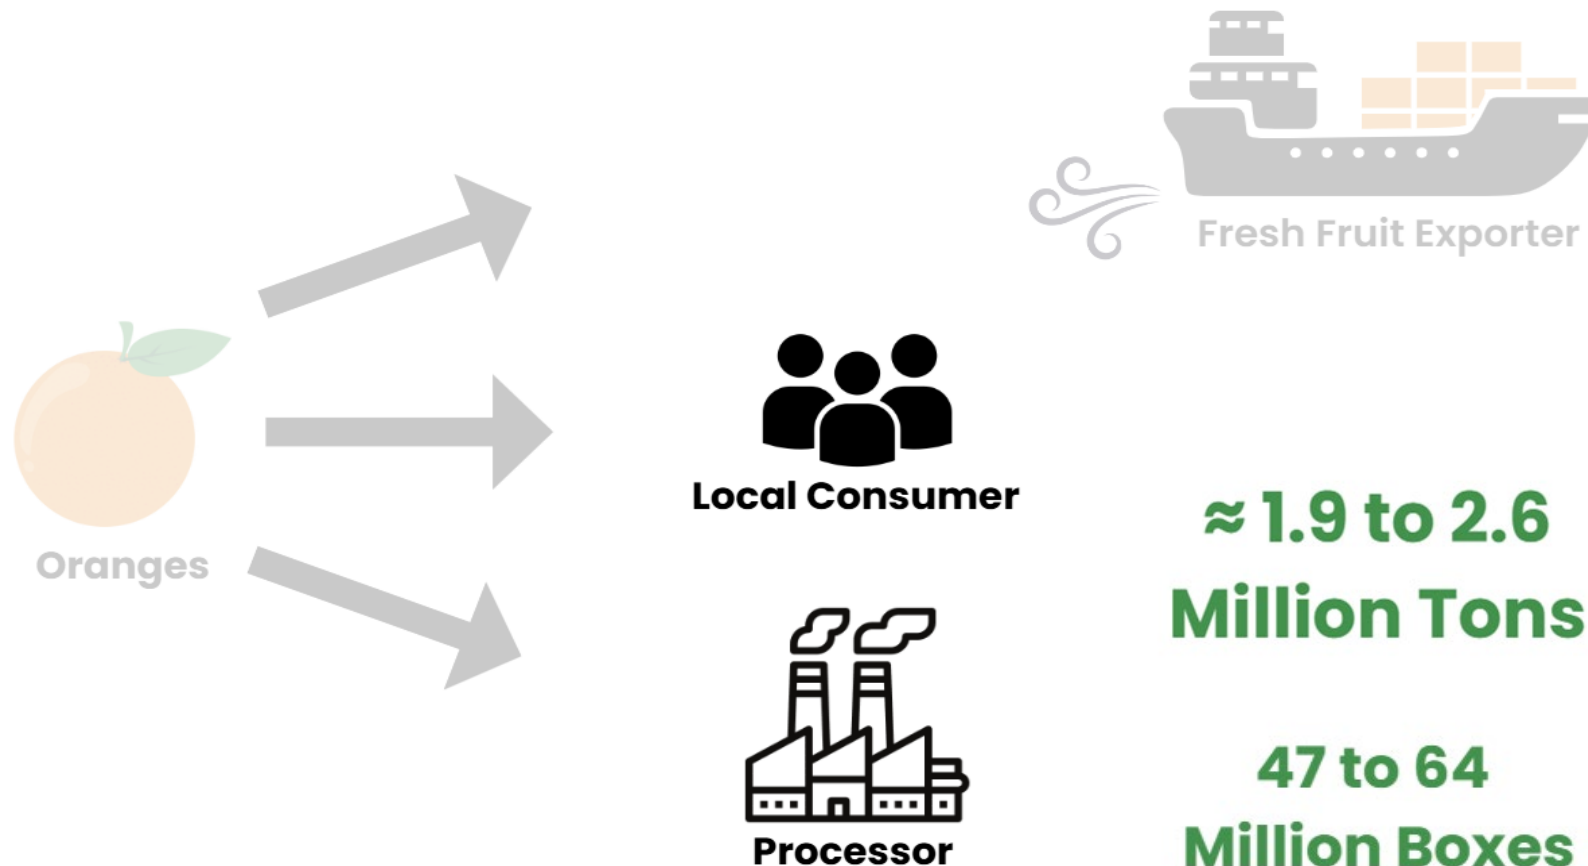 Fresh Fruit Exporter
Local Consumer
Oranges
≈ 1.9 to 2.6
Million Tons
47 to 64
Million Boxes
Processor